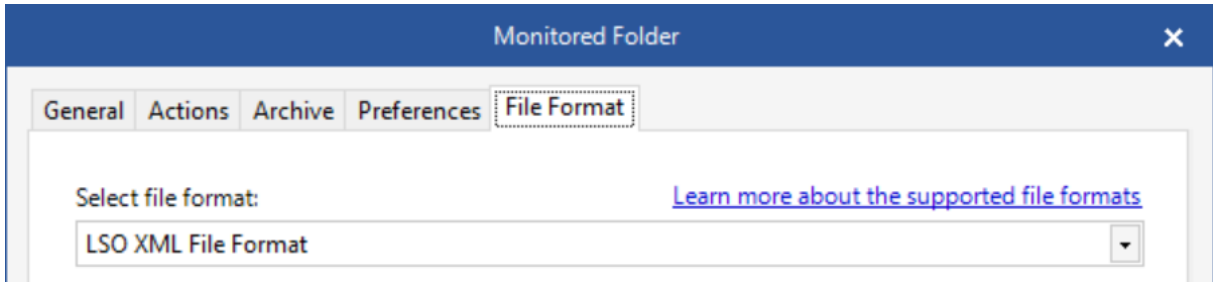 Monitored Folder
General Actions Archive Preferences File Format
Select file format: Learn more about the supported file formats
LSO XML File Format